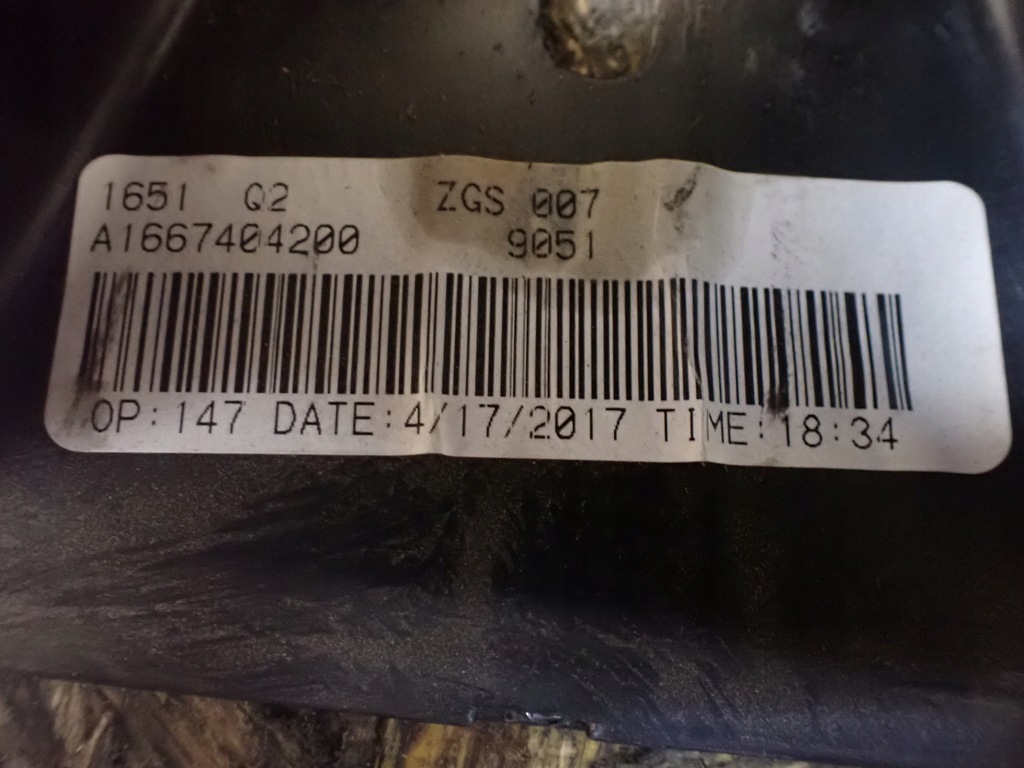 1651 Q2 ZGS 007
A1667404200 9051
OP:147 DATE:4/17/2017 TIME:18:34